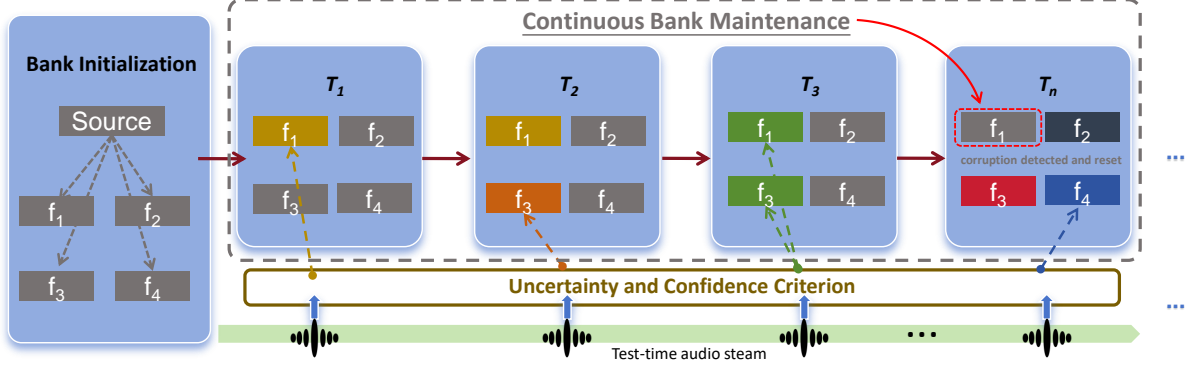 Continuous Bank Maintenance
Bank Initialization
Source
f1 f2
f3 f4
T1
f1 f2
f3 f4
T2
f1 f2
f3 f4
T3
f1 f2
f3 f4
Tn
f1 f2
corruption detected and reset
f3 f4
...
Uncertainty and Confidence Criterion
...
...
Test-time audio steam